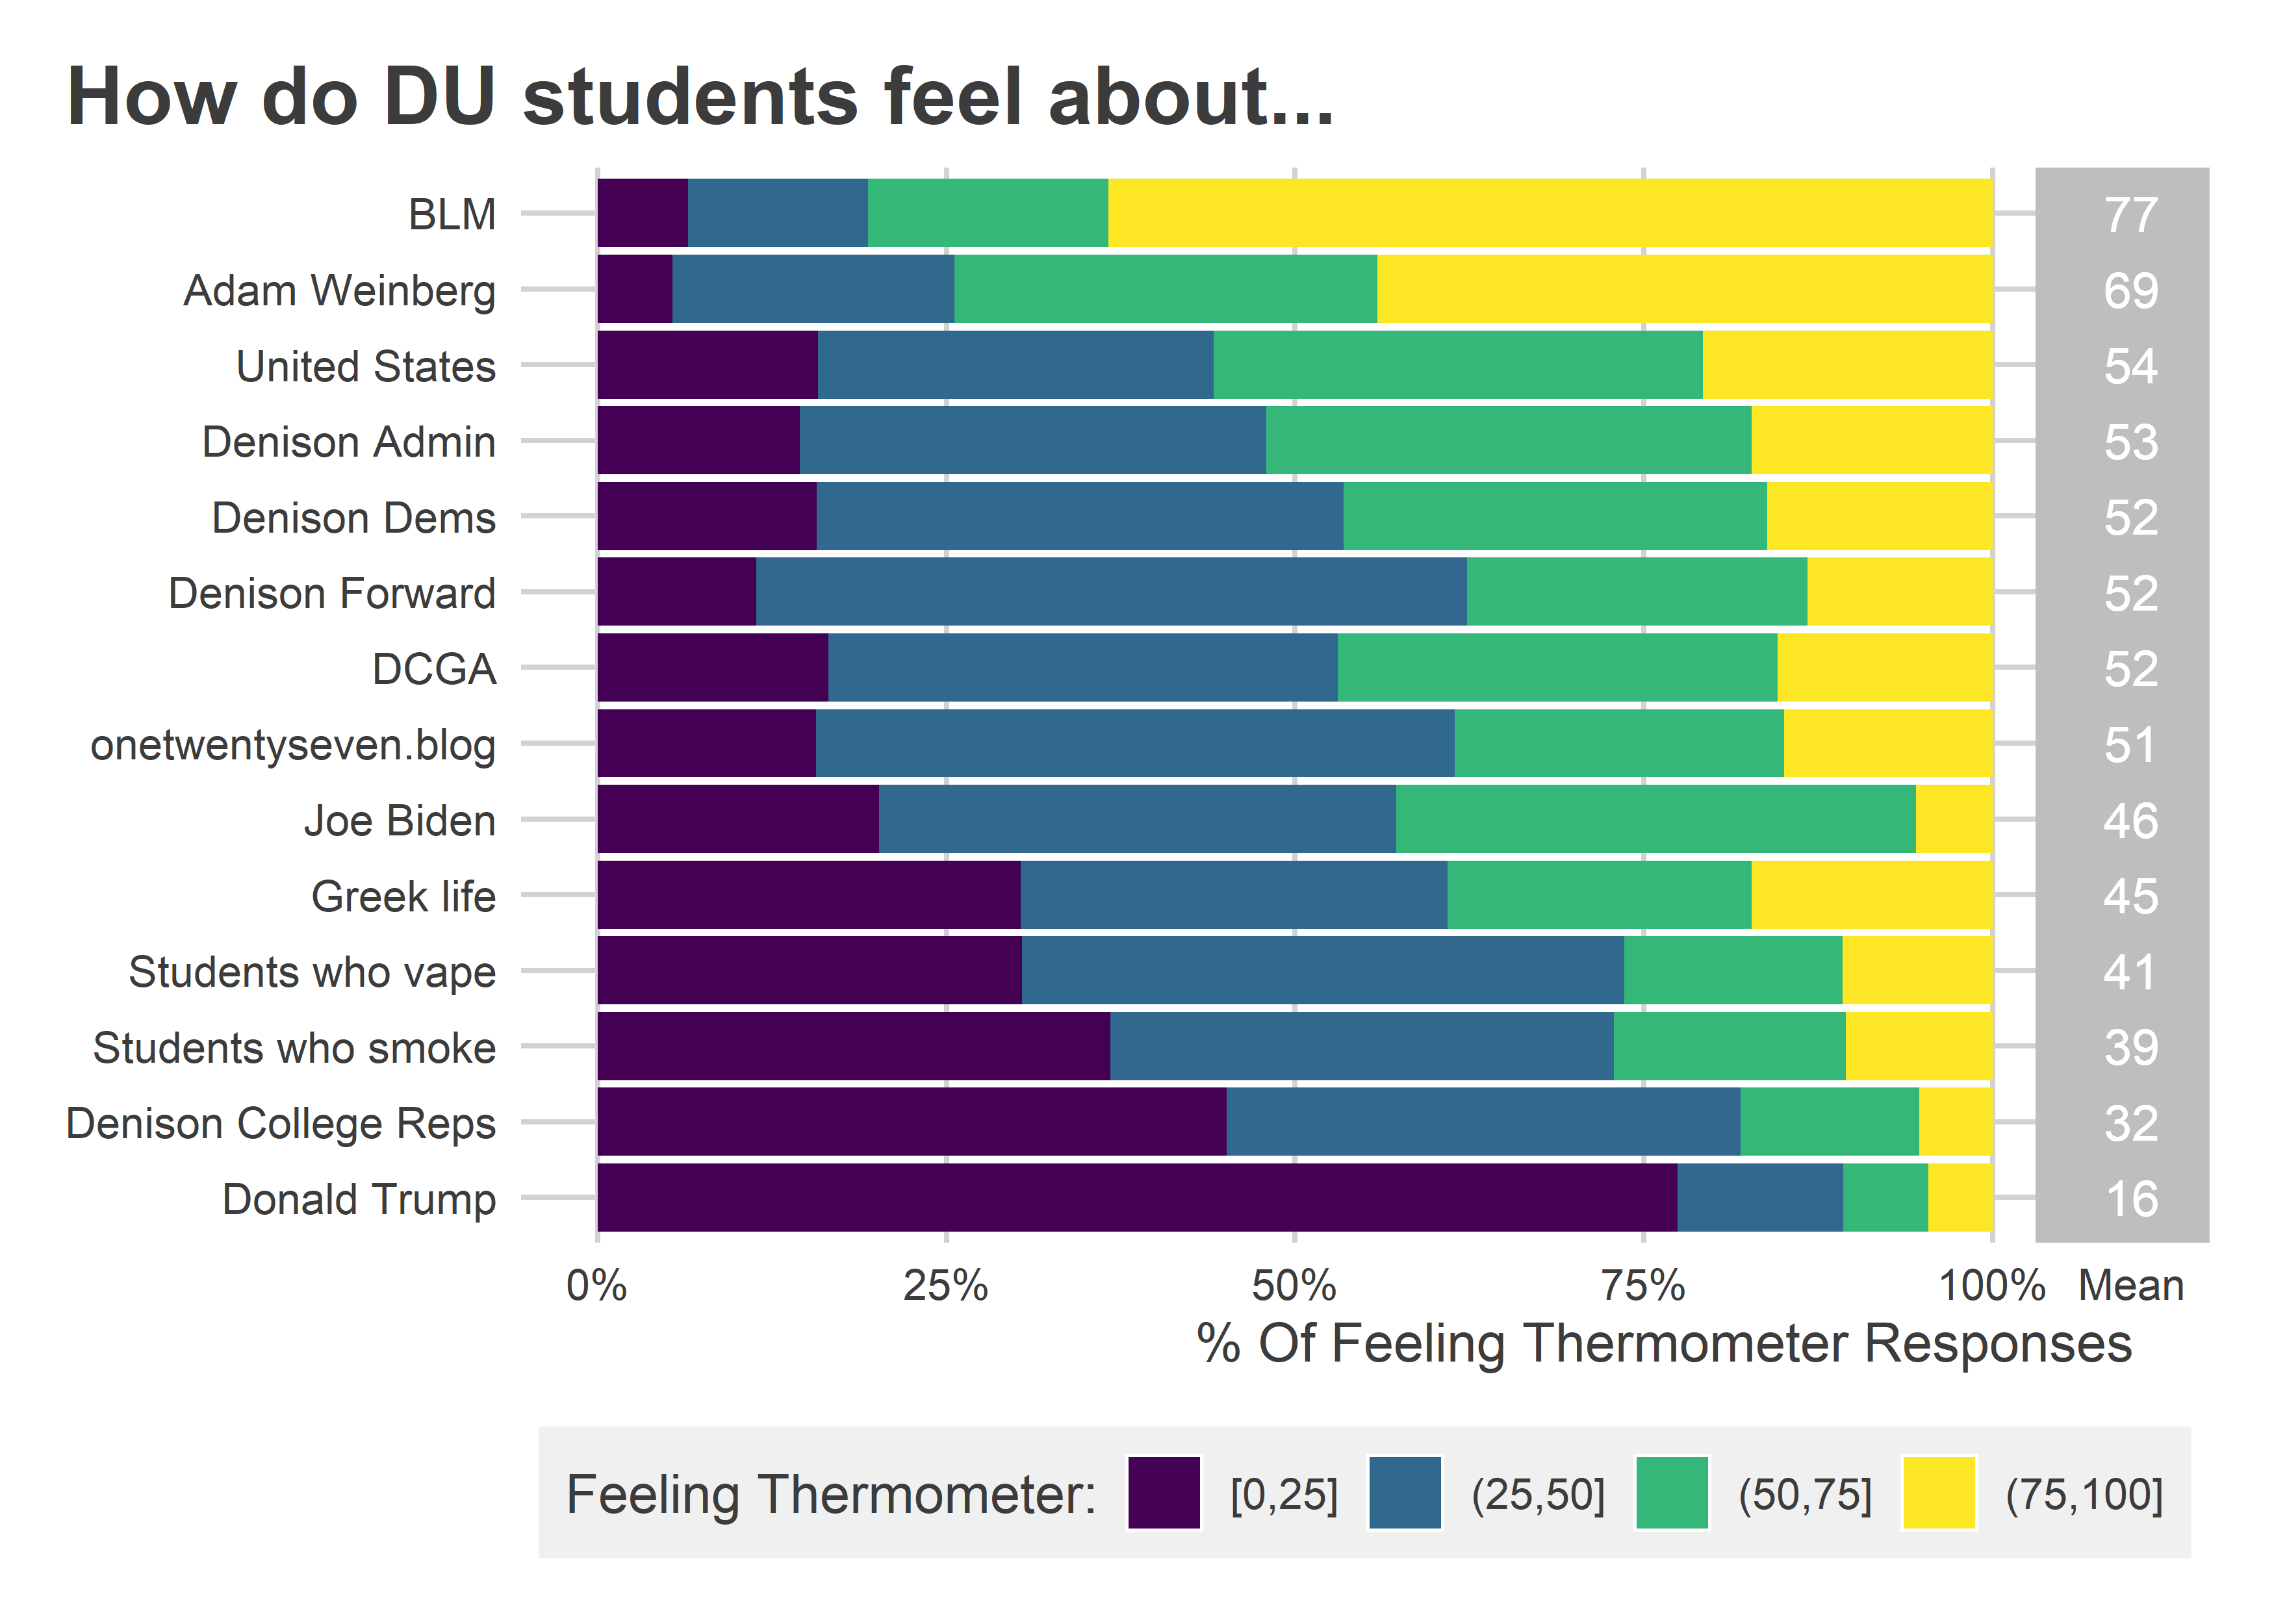 How do DU students feel about...
BLM 77
Adam Weinberg 69
United States 54
Denison Admin 53
Denison Dems 52
Denison Forward 52
DCGA 52
onetwentyseven.blog 51
Joe Biden 46
Greek life 45
Students who vape 41
Students who smoke 39
Denison College Reps 32
Donald Trump 16
0% 25% 50% 75% 100% Mean
% Of Feeling Thermometer Responses
Feeling Thermometer: [0,25] (25,50] (50,75] (75,100]